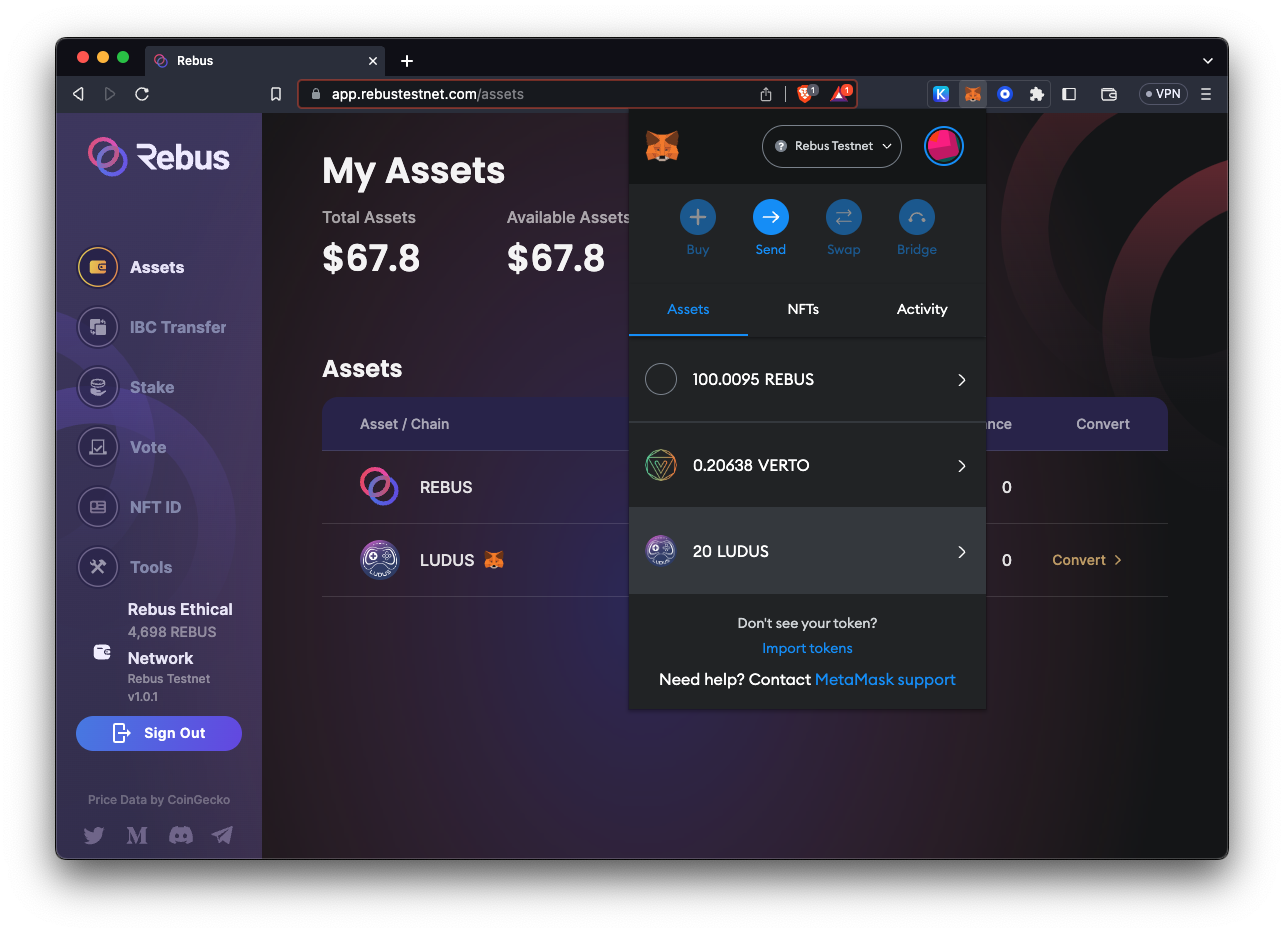 Rebus
app.rebustestnet.com/assets
1
1
K
VPN
Rebus
Assets
IBC Transfer
Stake
Vote
NFT ID
Tools
Rebus Ethical
4,698 REBUS
Network
Rebus Testnet
v1.0.1
Sign Out
Price Data by CoinGecko
My Assets
Total Assets
$67.8
Available Assets
$67.8
Assets
Asset / Chain
nce
Convert
REBUS
0
LUDUS
LUDUS
0
Convert
? Rebus Testnet
Buy
Send
Swap
Bridge
Assets
NFTs
Activity
100.0095 REBUS
0.20638 VERTO
LUDUS
20 LUDUS
Don't see your token?
Import tokens
Need help? Contact MetaMask support